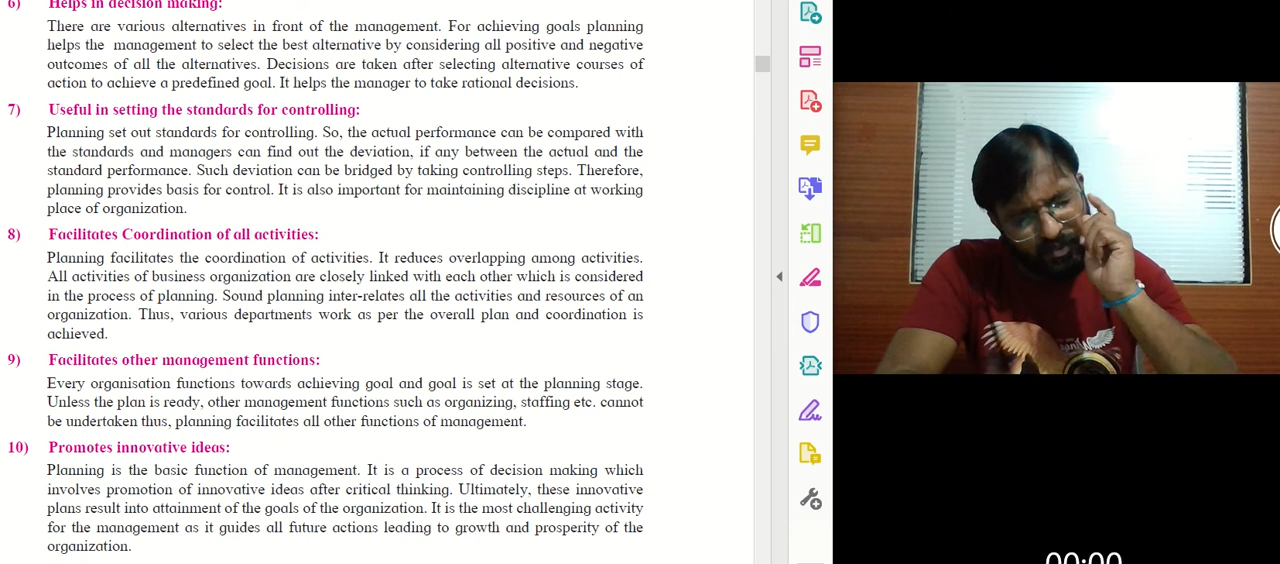 6) Helps in decision making:
There are various alternatives in front of the management. For achieving goals planning
helps the management to select the best alternative by considering all positive and negative
outcomes of all the alternatives. Decisions are taken after selecting alternative courses of
action to achieve a predefined goal. It helps the manager to take rational decisions.
7) Useful in setting the standards for controlling:
Planning set out standards for controlling. So, the actual performance can be compared with
the standards and managers can find out the deviation, if any between the actual and the
standard performance. Such deviation can be bridged by taking controlling steps. Therefore,
planning provides basis for control. It is also important for maintaining discipline at working
place of organization.
8) Facilitates Coordination of all activities:
Planning facilitates the coordination of activities. It reduces overlapping among activities.
All activities of business organization are closely linked with each other which is considered
in the process of planning. Sound planning inter-relates all the activities and resources of an
organization. Thus, various departments work as per the overall plan and coordination is
achieved.
9) Facilitates other management functions:
Every organisation functions towards achieving goal and goal is set at the planning stage.
Unless the plan is ready, other management functions such as organizing, staffing etc. cannot
be undertaken thus, planning facilitates all other functions of management.
10) Promotes innovative ideas:
Planning is the basic function of management. It is a process of decision making which
involves promotion of innovative ideas after critical thinking. Ultimately, these innovative
plans result into attainment of the goals of the organization. It is the most challenging activity
for the management as it guides all future actions leading to growth and prosperity of the
organization.
00:00